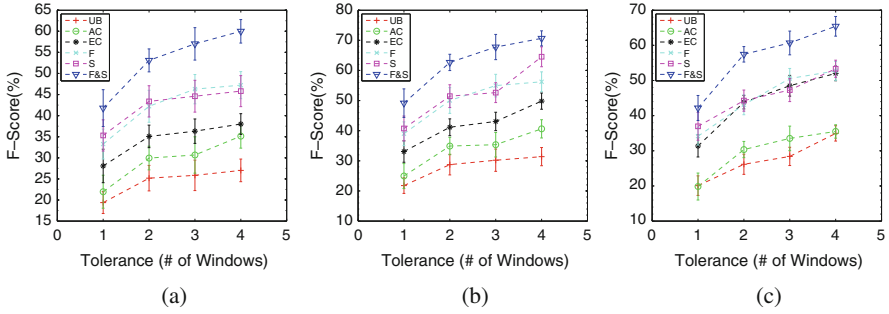 65
60
55
50
45
40
35
30
25
20
15
F–Score(%)
UB
AC
EC
F
S
F&S
0 1 2 3 4 5
Tolerance (# of Windows)
(a)
80
70
60
50
40
30
20
10
F–Score(%)
UB
AC
EC
F
S
F&S
0 1 2 3 4 5
Tolerance (# of Windows)
(b)
70
60
50
40
30
20
10
F–Score(%)
UB
AC
EC
F
S
F&S
0 1 2 3 4 5
Tolerance (# of Windows)
(c)